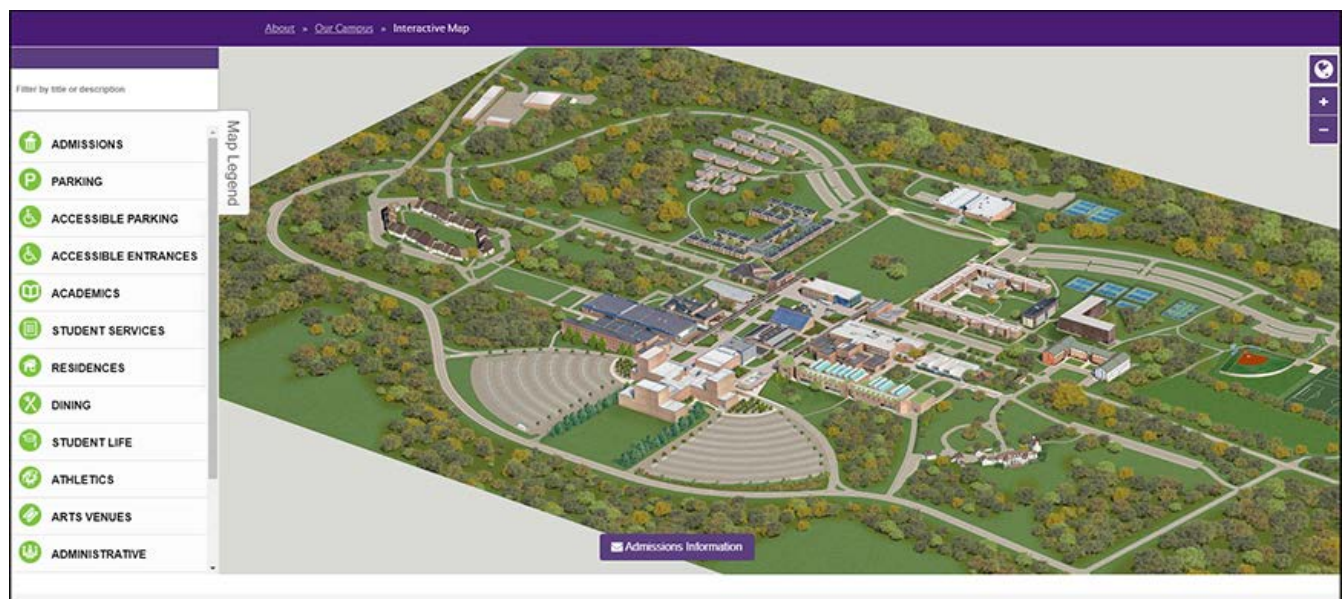 About » Our Campus » Interactive Map
Filter by title or description
Map Legend
ADMISSIONS
PARKING
ACCESSIBLE PARKING
ACCESSIBLE ENTRANCES
ACADEMICS
STUDENT SERVICES
RESIDENCES
DINING
STUDENT LIFE
ATHLETICS
ARTS VENUES
ADMINISTRATIVE
Admissions Information